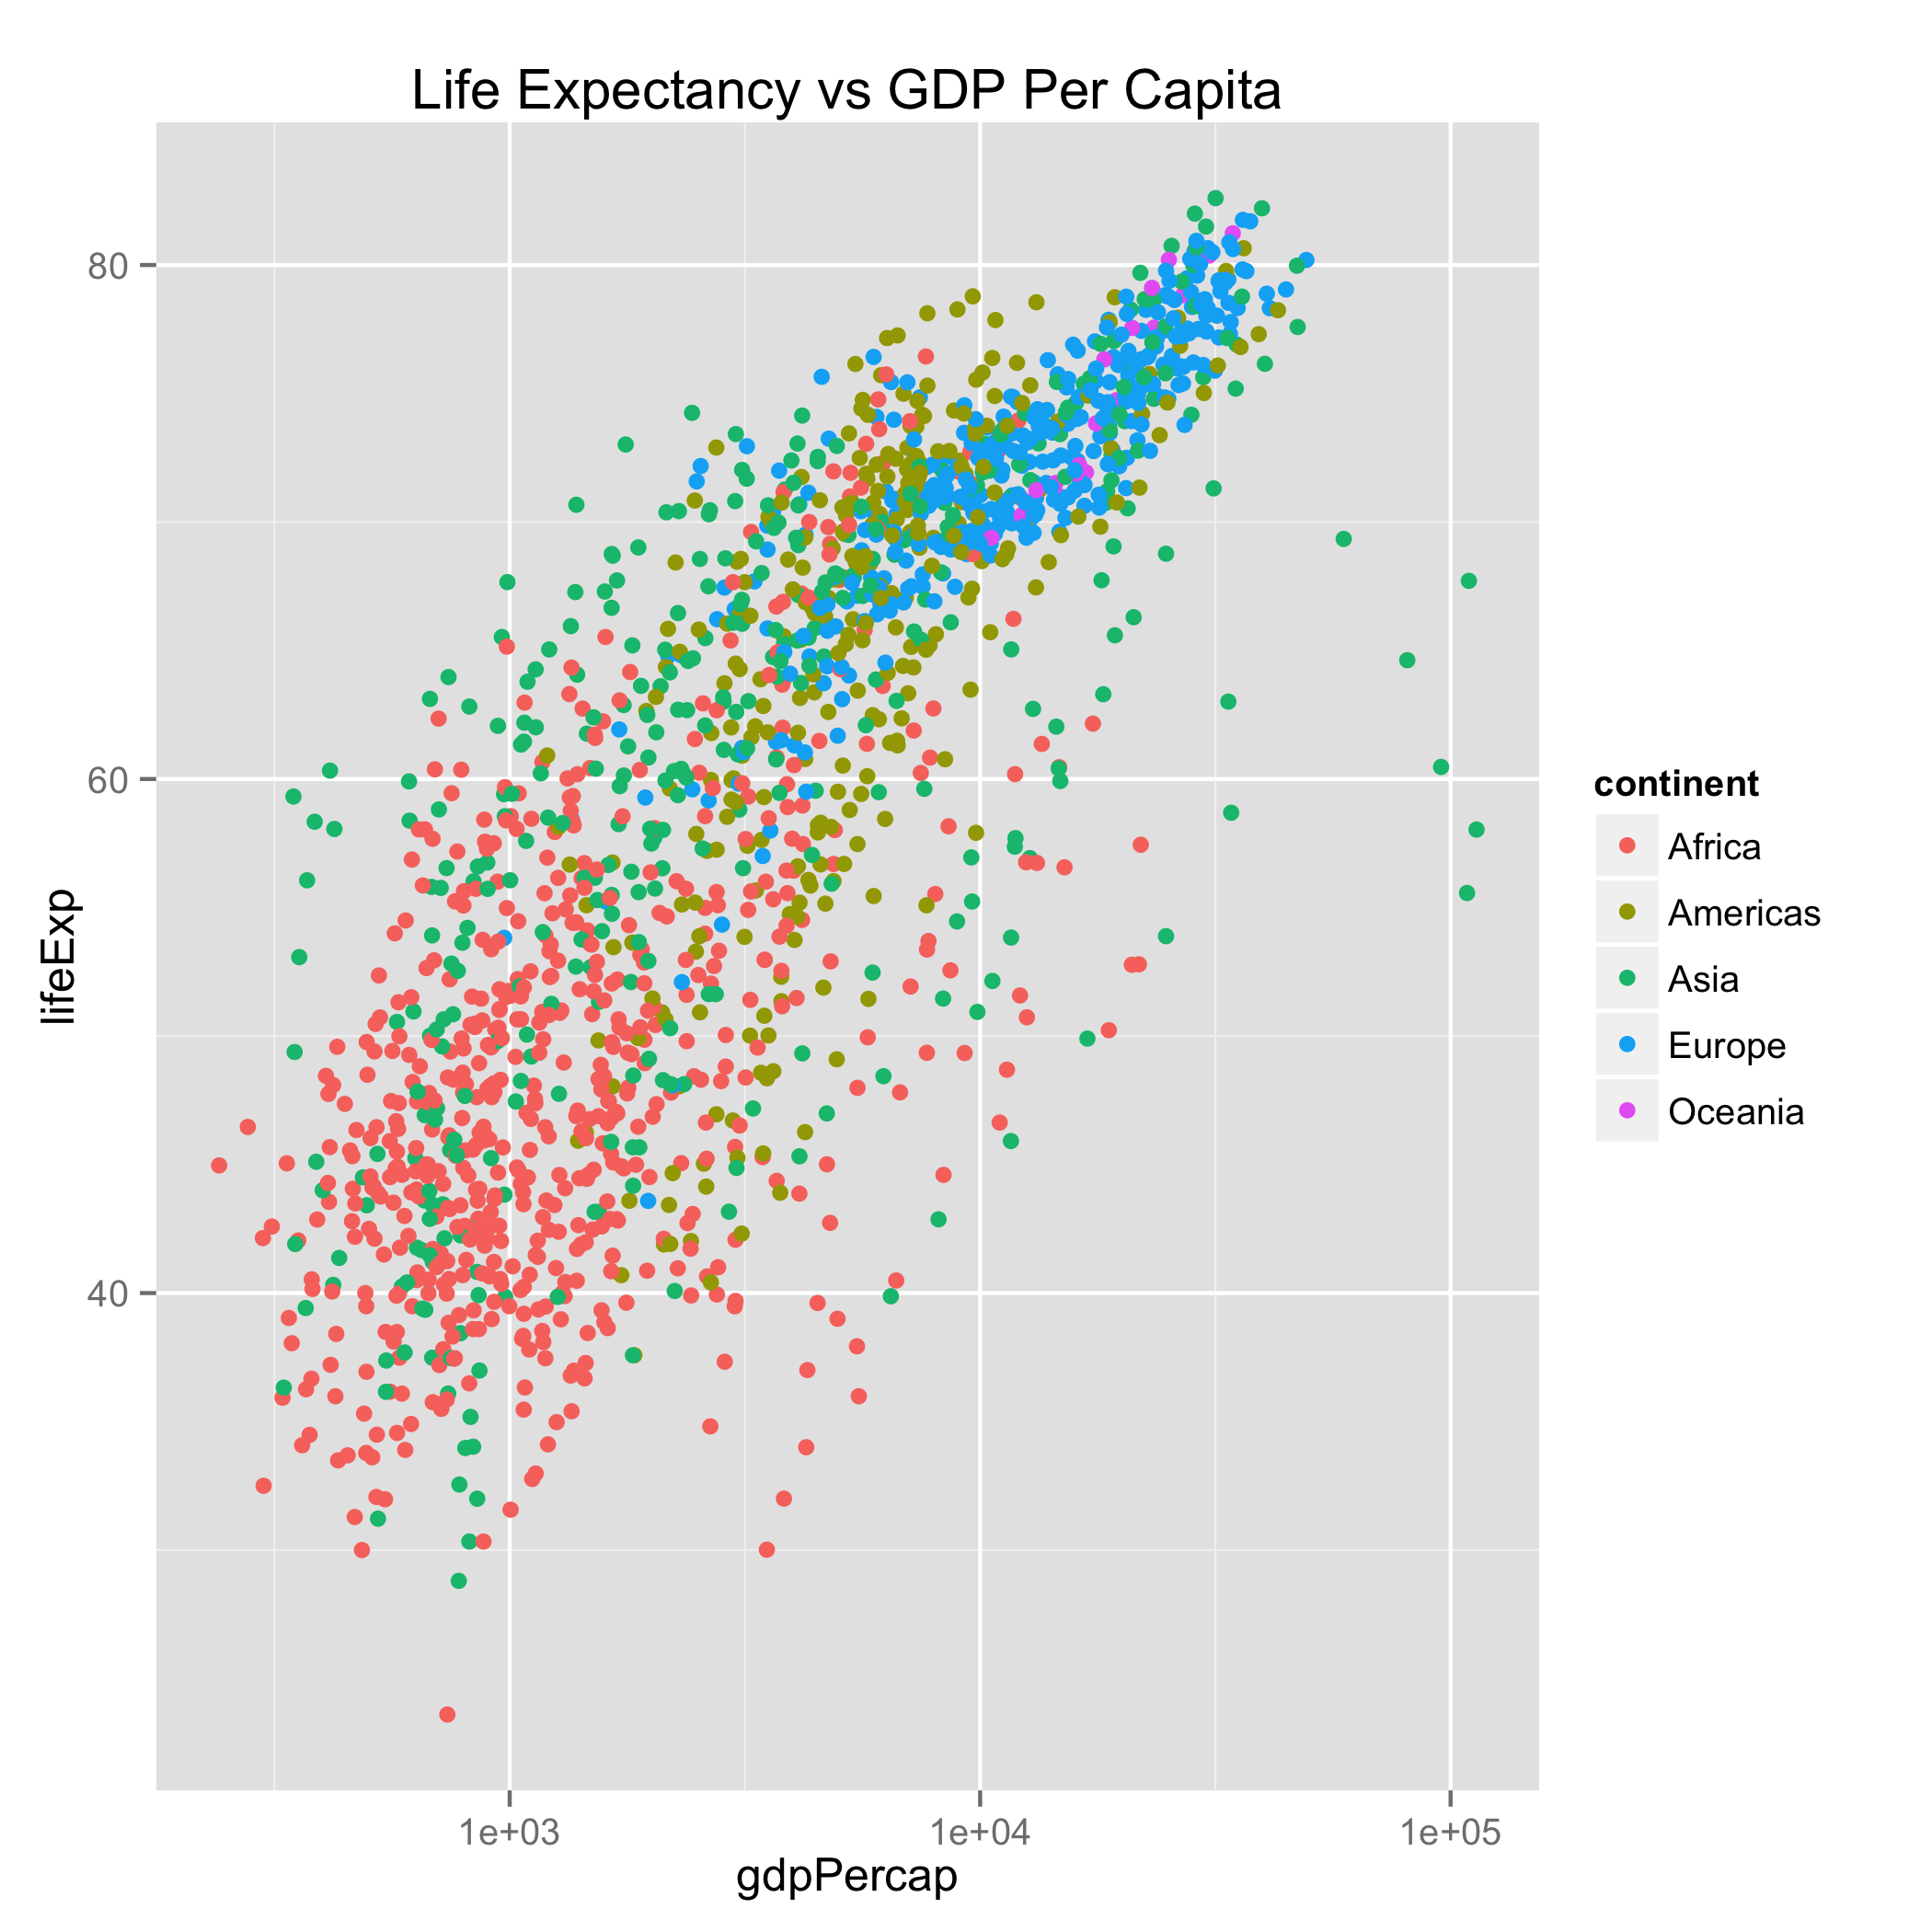 Life Expectancy vs GDP Per Capita
80
60
40
lifeExp
1e+03 1e+04 1e+05
gdpPercap
continent
Africa
Americas
Asia
Europe
Oceania